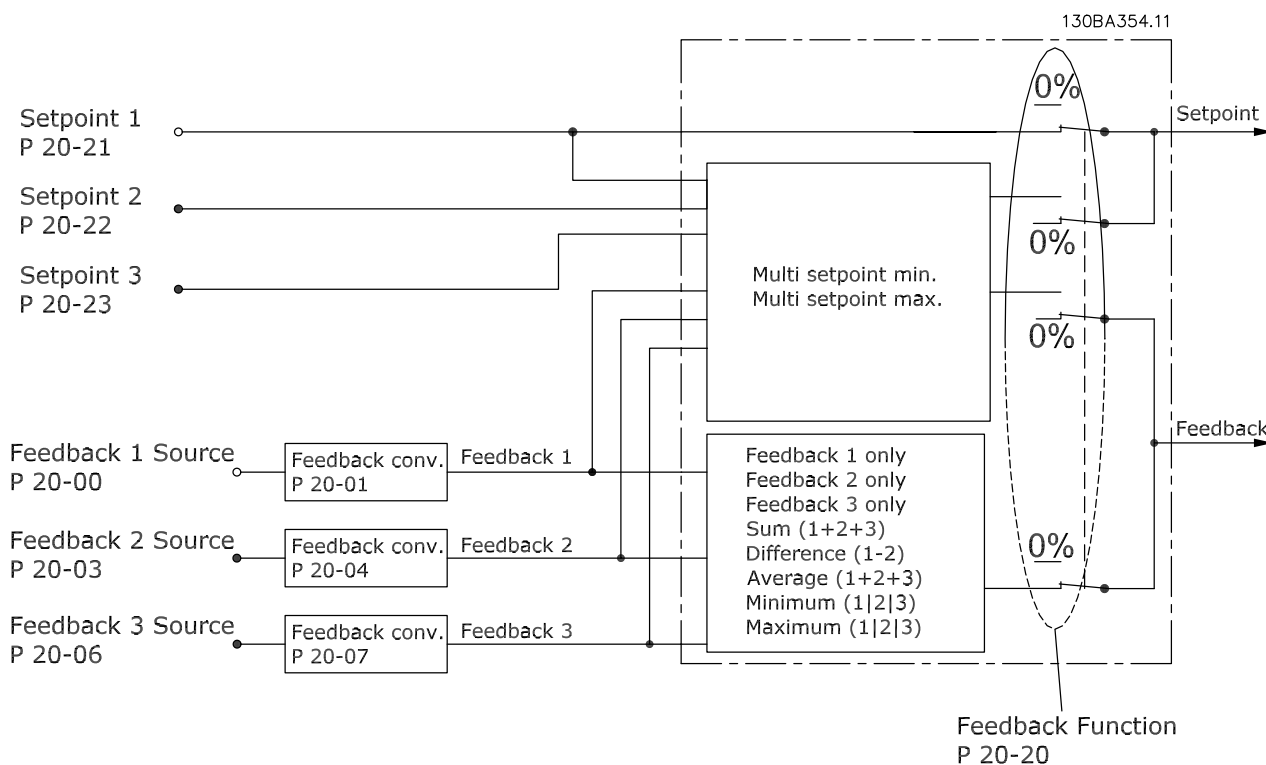 130BA354.11
0%
Setpoint 1
P 20-21
Setpoint
Setpoint 2
P 20-22
0%
Setpoint 3
P 20-23
Multi setpoint min.
Multi setpoint max.
0%
Feedback
Feedback 1 Source
P 20-00
Feedback conv.
P 20-01
Feedback 1
Feedback 1 only
Feedback 2 only
Feedback 3 only
Sum (1+2+3)
Difference (1-2)
Average (1+2+3)
Minimum (1|2|3)
Maximum (1|2|3)
0%
Feedback 2 Source
P 20-03
Feedback conv.
P 20-04
Feedback 2
Feedback 3 Source
P 20-06
Feedback conv.
P 20-07
Feedback 3
Feedback Function
P 20-20